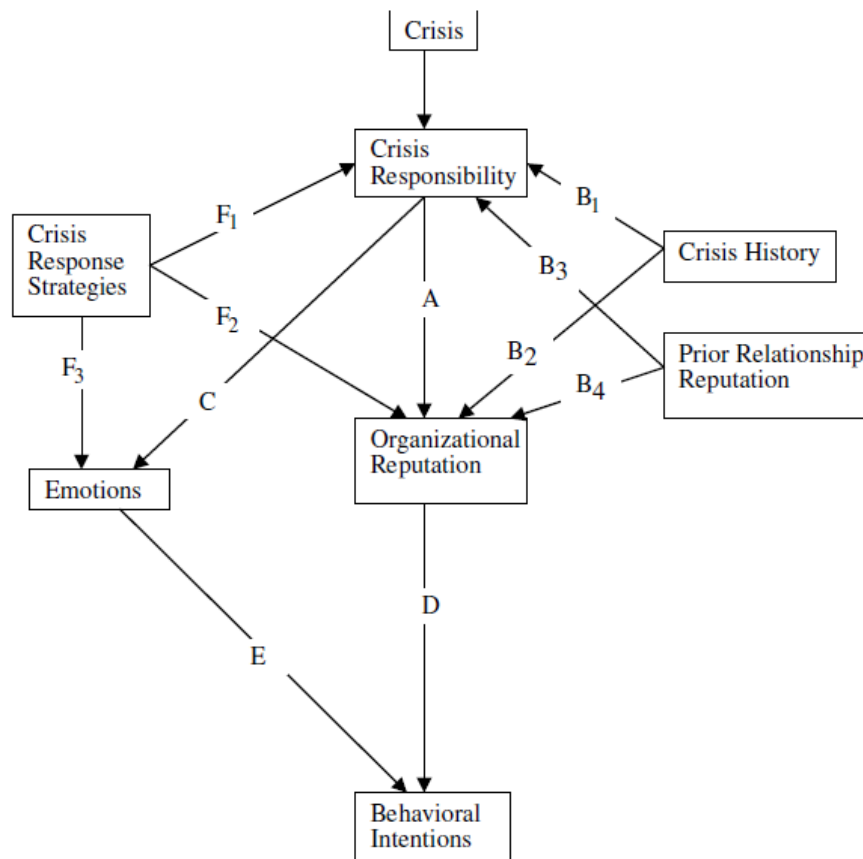 Crisis
Crisis
Responsibility
B1
F1
Crisis
Response
Strategies
Crisis History
B3
A
F2
B2
Prior Relationship
Reputation
F3
B4
C
Organizational
Reputation
Emotions
D
E
Behavioral
Intentions